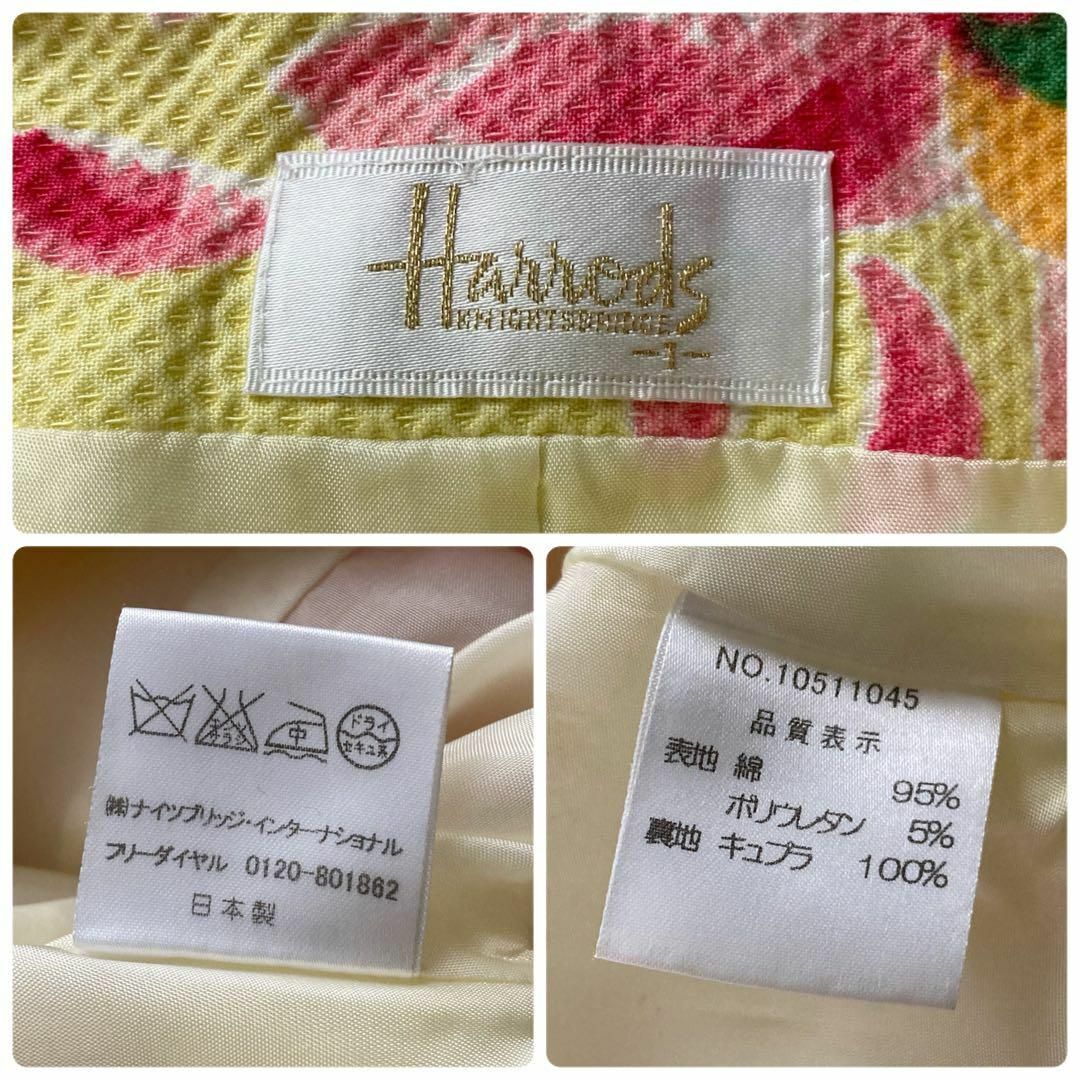 Harrods
KNIGHTSBRIDGE
-1-
中
ドライ
セキユ系
㈱ナイツブリッジ・インターナショナル
フリーダイヤル 0120-801862
日本製
NO.10511045
品質表示
表地 綿 95%
ポリウレタン 5%
裏地 キュプラ 100%